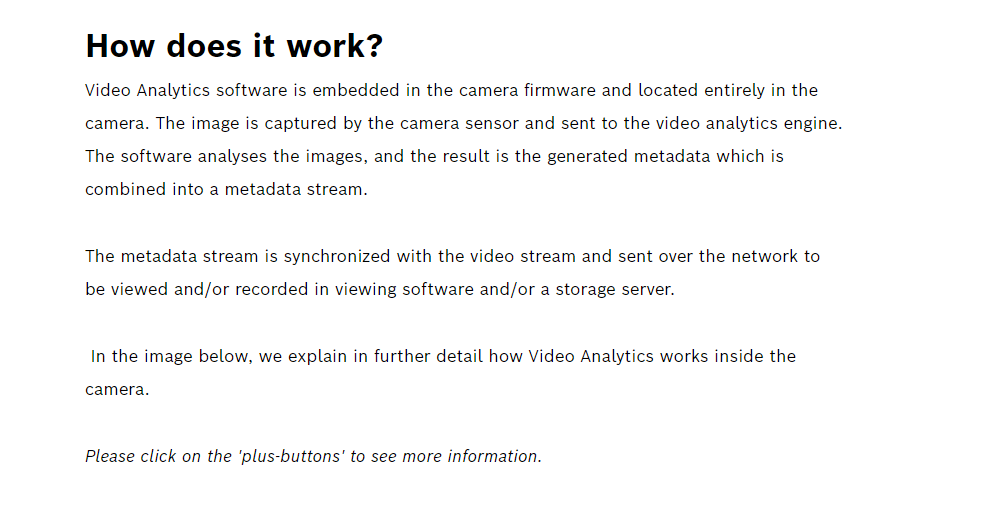 How does it work?
Video Analytics software is embedded in the camera firmware and located entirely in the
camera. The image is captured by the camera sensor and sent to the video analytics engine.
The software analyses the images, and the result is the generated metadata which is
combined into a metadata stream.
The metadata stream is synchronized with the video stream and sent over the network to
be viewed and/or recorded in viewing software and/or a storage server.
In the image below, we explain in further detail how Video Analytics works inside the
camera.
Please click on the 'plus-buttons' to see more information.